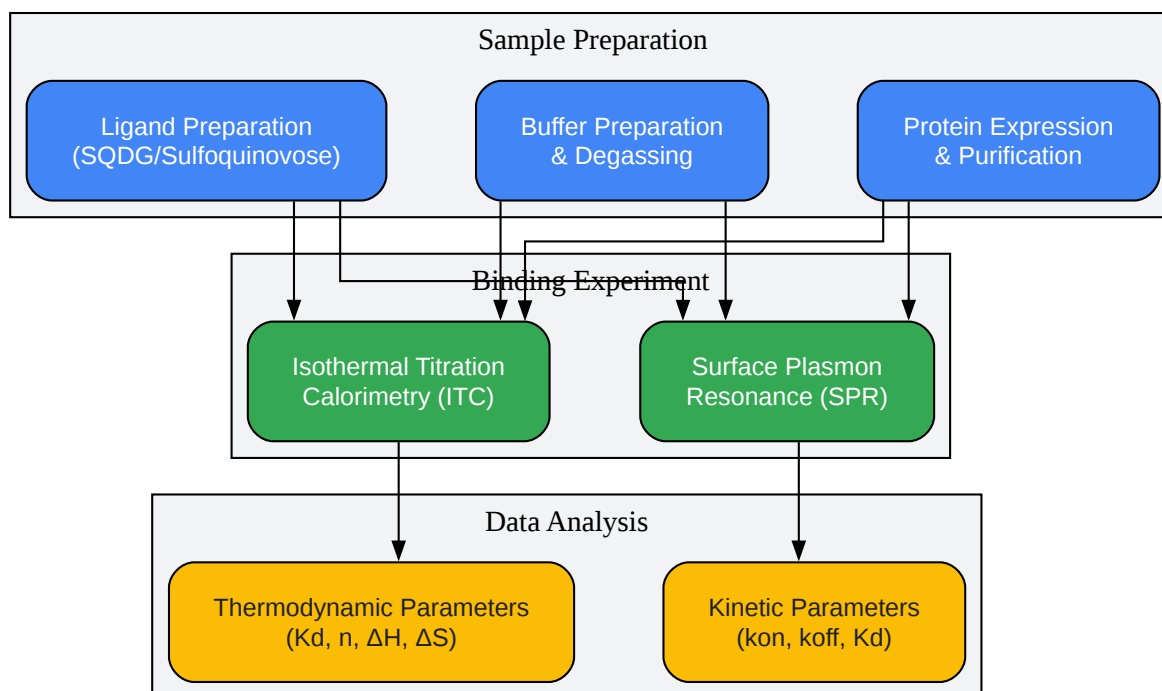 Sample Preparation
Ligand Preparation
(SQDG/Sulfoquinovose)
Buffer Preparation
& Degassing
Protein Expression
& Purification
Binding Experiment
Isothermal Titration
Calorimetry (ITC)
Surface Plasmon
Resonance (SPR)
Data Analysis
Thermodynamic Parameters
(Kd, n, ΔH, ΔS)
Kinetic Parameters
(kon, koff, Kd)